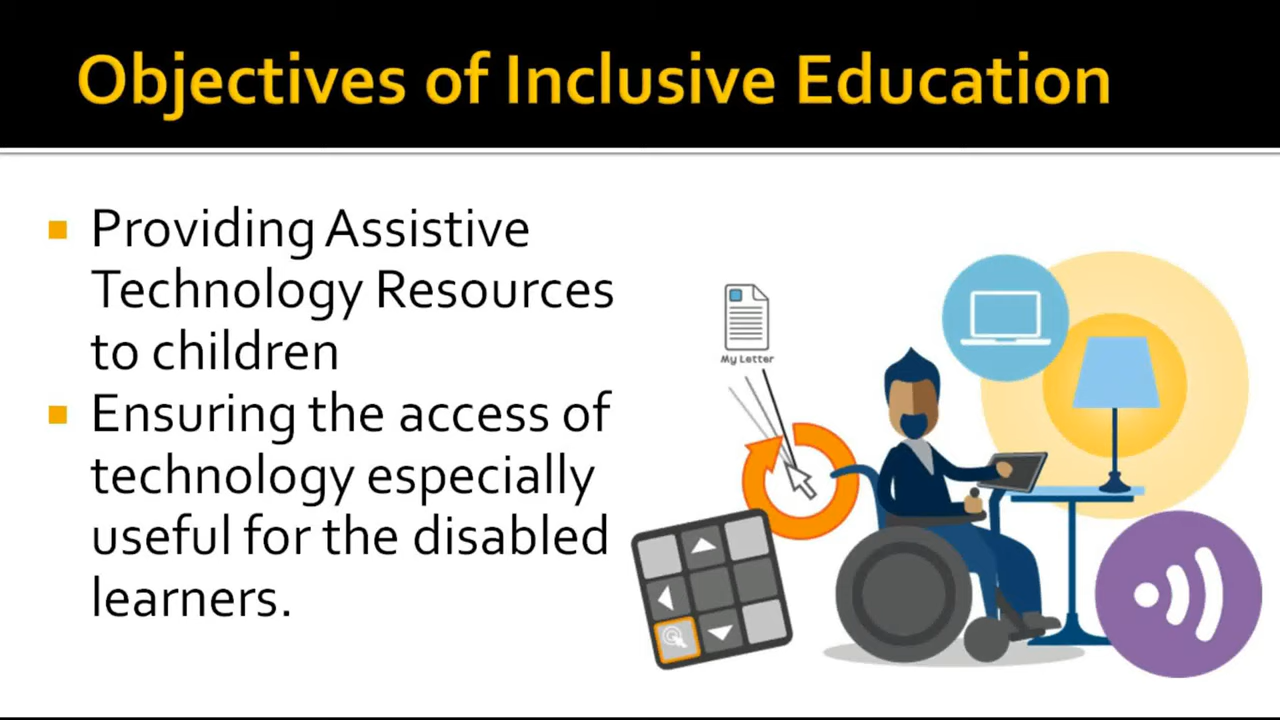 Objectives of Inclusive Education
Providing Assistive
Technology Resources
to children
Ensuring the access of
technology especially
useful for the disabled
learners.
My Letter